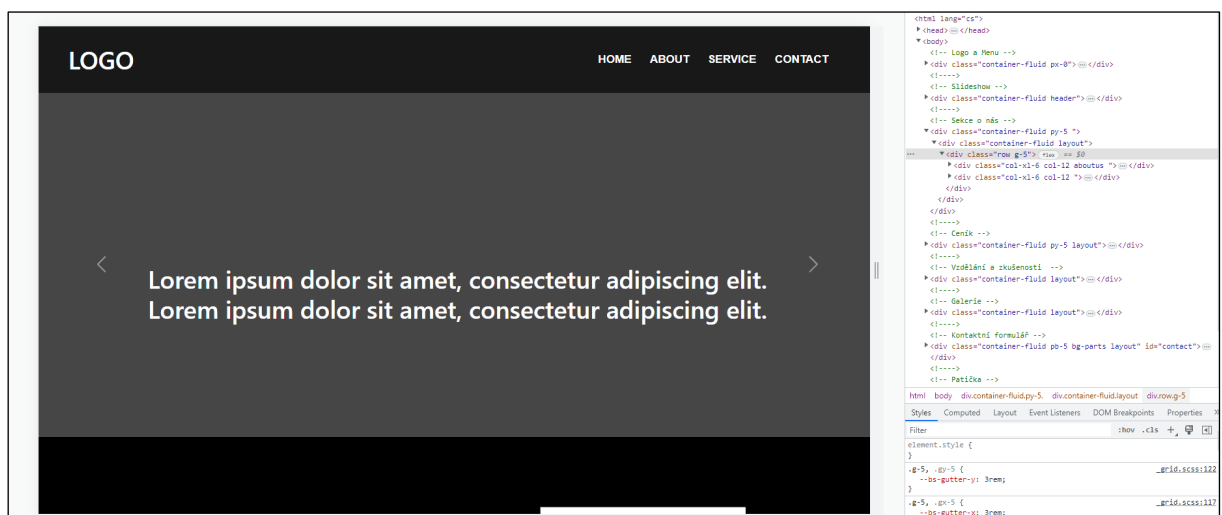 LOGO
HOME ABOUT SERVICE CONTACT
Lorem ipsum dolor sit amet, consectetur adipiscing elit.
Lorem ipsum dolor sit amet, consectetur adipiscing elit.
<html lang="cs">
<head> </head>
<body>
<!-- Logo a Menu -->
<div class="container-fluid px-0"> </div>
<!---->
<!-- Slideshow -->
<div class="container-fluid header"> </div>
<!---->
<!-- Sekce o nás -->
<div class="container-fluid py-5 ">
<div class="container-fluid layout">
<div class="row g-5"> flex == $0
<div class="col-xl-6 col-12 aboutus "> </div>
<div class="col-xl-6 col-12 "> </div>
</div>
</div>
</div>
<!---->
<!-- Ceník -->
<div class="container-fluid py-5 layout"> </div>
<!---->
<!-- Vzdělání a zkušenosti -->
<div class="container-fluid layout"> </div>
<!---->
<!-- Galerie -->
<div class="container-fluid layout"> </div>
<!---->
<!-- Kontaktní formulář -->
<div class="container-fluid pb-5 bg-parts layout" id="contact">
</div>
<!---->
<!-- Patička -->
html body div.container-fluid.py-5. div.container-fluid.layout div.row.g-5
Styles Computed Layout Event Listeners DOM Breakpoints Properties »
Filter :hov .cls +
element.style {
}
.g-5, .gy-5 { _grid.scss:122
--bs-gutter-y: 3rem;
}
.g-5, .gx-5 { _grid.scss:117
--bs-gutter-x: 3rem;